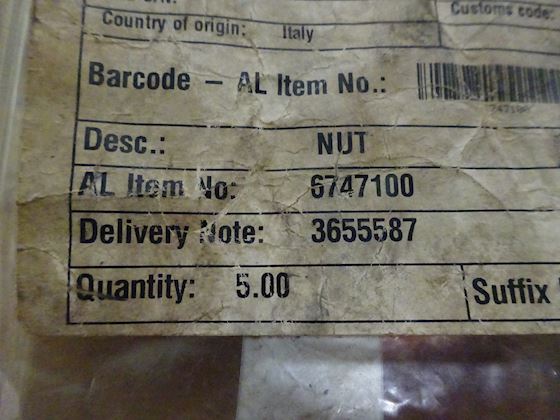 Customs code
Country of origin: Italy
Barcode – AL Item No.:
Desc.: NUT
AL Item No: 6747100
Delivery Note: 3655587
Quantity: 5.00 Suffix